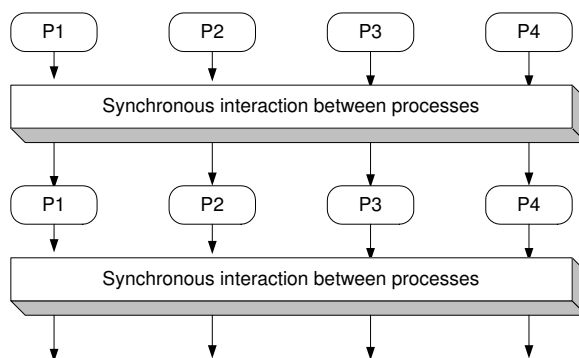 P1 P2 P3 P4
Synchronous interaction between processes
P1 P2 P3 P4
Synchronous interaction between processes